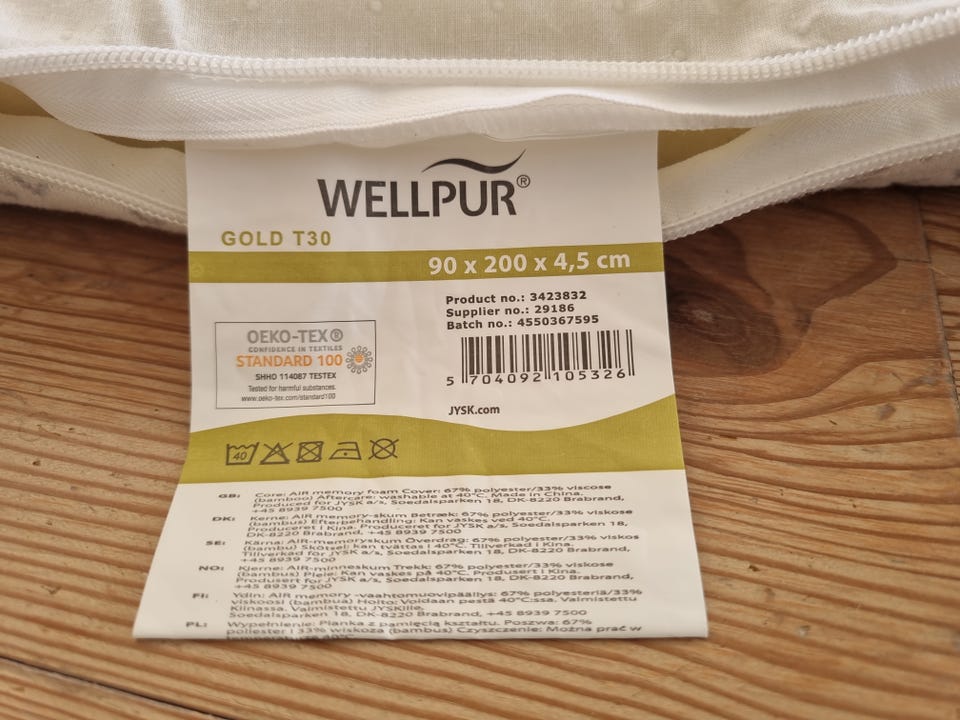 WELLPUR®
GOLD T30
90 x 200 x 4,5 cm
Product no.: 3423832
Supplier no.: 29186
Batch no.: 4550367595
5 704092 105326
JYSK.com
OEKO-TEX®
CONFIDENCE IN TEXTILES
STANDARD 100
SHHO 114087 TESTEX
Tested for harmful substances.
www.oeko-tex.com/standard100
40
GB: Core: AIR memory foam Cover: 67% polyester/33% viscose
(bamboo) Aftercare: washable at 40°C. Made in China.
Produced for JYSK a/s, Soedalsparken 18, DK-8220 Brabrand,
+45 8939 7500
DK: Kerne: AIR memory-skum Betræk: 67% polyester/33% viskose
(bambus) Efterbehandling: Kan vaskes ved 40°C.
Produceret i Kina. Produceret for JYSK a/s, Soedalsparken 18,
DK-8220 Brabrand, +45 8939 7500
SE: Kärna: AIR-memoryskum Överdrag: 67% polyester/33% viskos
(bambu) Skötsel: kan tvättas i 40°C. Tillverkad i Kina.
Tillverkad for JYSK a/s, Soedalsparken 18, DK-8220 Brabrand,
+45 8939 7500
NO: Kjerne: AIR-minneskum Trekk: 67% polyester/33% viscose
(bambus) Pleie: Kan vaskes på 40°C. Produsert i Kina.
Produsert for JYSK a/s, Soedalsparken 18, DK-8220 Brabrand,
+45 8939 7500
FI: Ydin: AIR memory -vaahtomuovipäällys: 67% polyesteriä/33%
viskoosi (bambua) Hoito: Voidaan pestä 40°C:ssa. Valmistettu
Kiinassa. Valmistettu JYSKille,
Soedalsparken 18, DK-8220 Brabrand, +45 8939 7500
PL: Wypełnienie: Pianka z pamięcią kształtu. Poszwa: 67%
poliester i 33% wiskoza (bambus) Czyszczenie: Można prać w
temperaturze 40°C